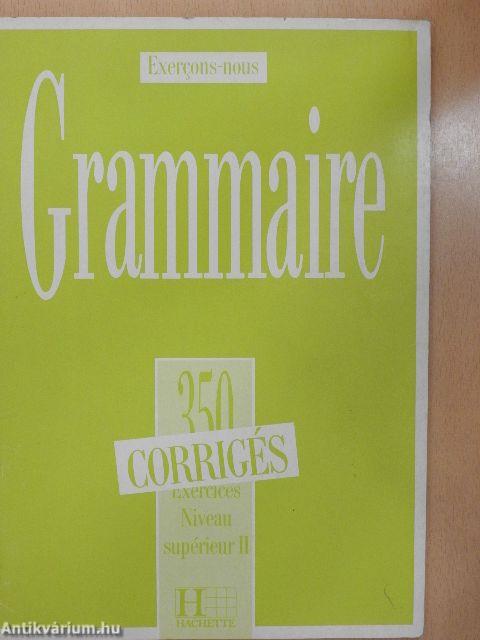 Exerçons-nous
Grammaire
350
CORRIGÉS
Exercices
Niveau
supérieur II
H
HACHETTE
Antikvárium.hu